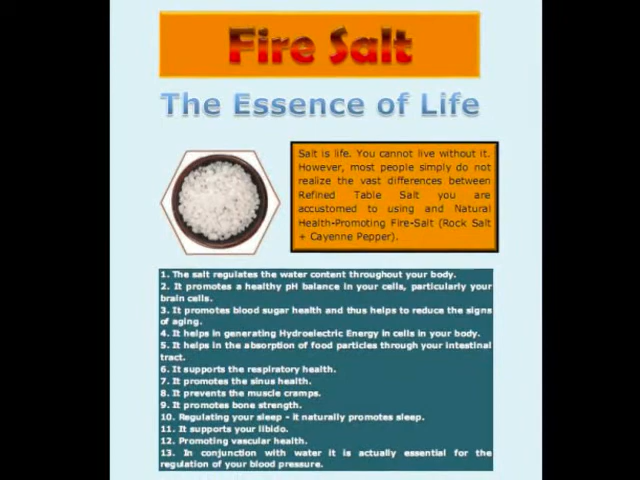 Fire Salt
The Essence of Life
Salt is life. You cannot live without it.
However, most people simply do not
realize the vast differences between
Refined Table Salt you are
accustomed to using and Natural
Health-Promoting Fire-Salt (Rock Salt
+ Cayenne Pepper).
1. The salt regulates the water content throughout your body.
2. It promotes a healthy pH balance in your cells, particularly your
brain cells.
3. It promotes blood sugar health and thus helps to reduce the signs
of aging.
4. It helps in generating Hydroelectric Energy in cells in your body.
5. It helps in the absorption of food particles through your intestinal
tract.
6. It supports the respiratory health.
7. It promotes the sinus health.
8. It prevents the muscle cramps.
9. It promotes bone strength.
10. Regulating your sleep - it naturally promotes sleep.
11. It supports your libido.
12. Promoting vascular health.
13. In conjunction with water it is actually essential for the
regulation of your blood pressure.